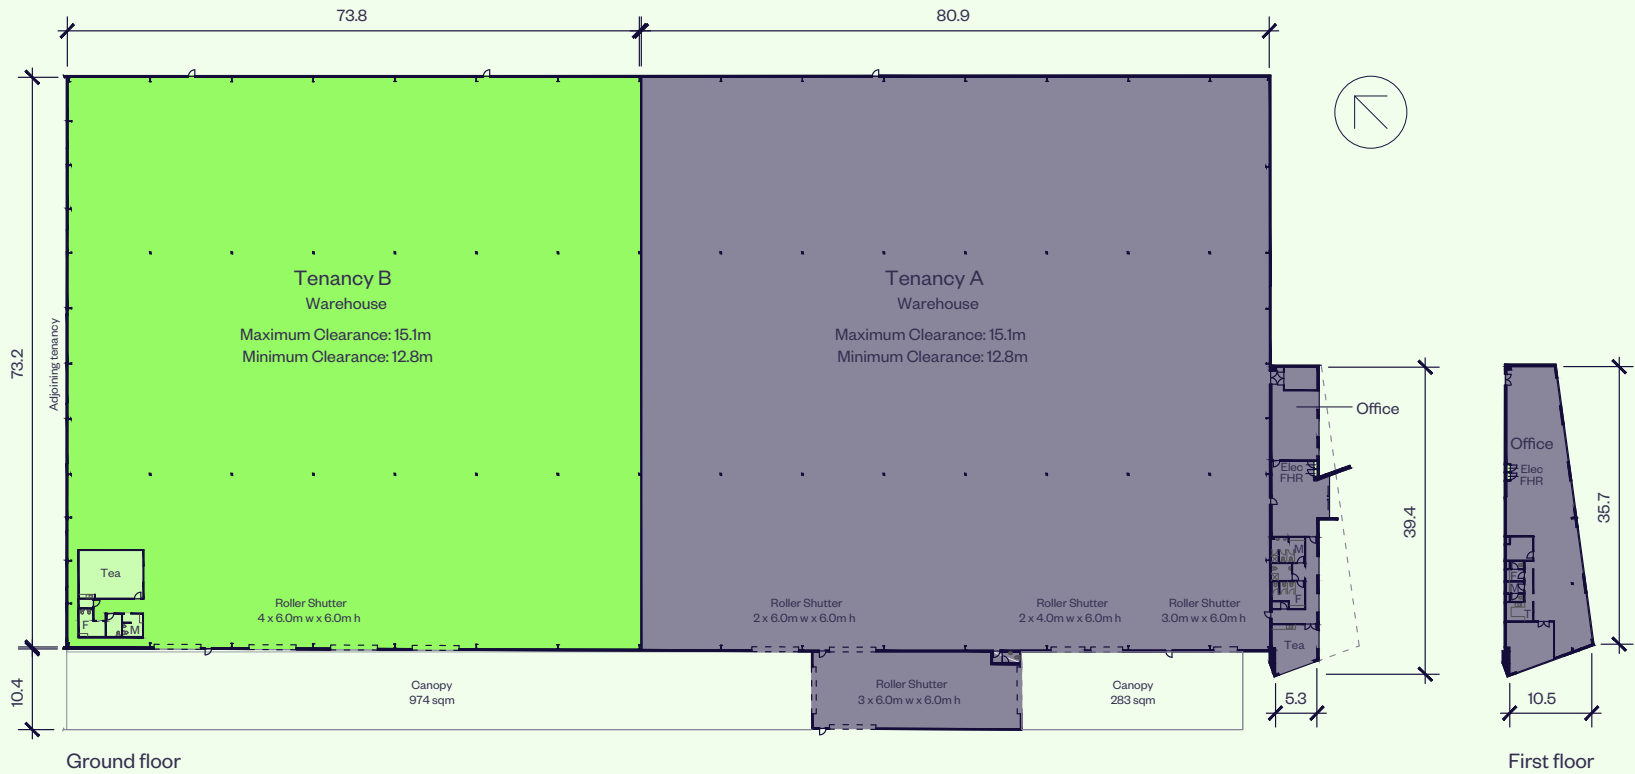 73.8
80.9
73.2
Adjoining tenancy
Tenancy B
Warehouse
Maximum Clearance: 15.1m
Minimum Clearance: 12.8m
Tenancy A
Warehouse
Maximum Clearance: 15.1m
Minimum Clearance: 12.8m
Office
Elec
FHR
M
F
Tea
39.4
Office
Elec
FHR
F
M
T
35.7
Tea
F
M
Roller Shutter
4 x 6.0m w x 6.0m h
Roller Shutter
2 x 6.0m w x 6.0m h
Roller Shutter
2 x 4.0m w x 6.0m h
Roller Shutter
3.0m w x 6.0m h
10.4
Canopy
974 sqm
Roller Shutter
3 x 6.0m w x 6.0m h
Canopy
283 sqm
5.3
10.5
Ground floor
First floor